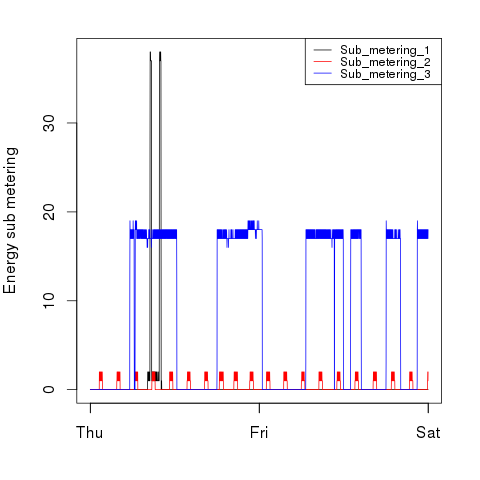 Sub_metering_1
Sub_metering_2
Sub_metering_3
Energy sub metering
30
20
10
0
Thu Fri Sat